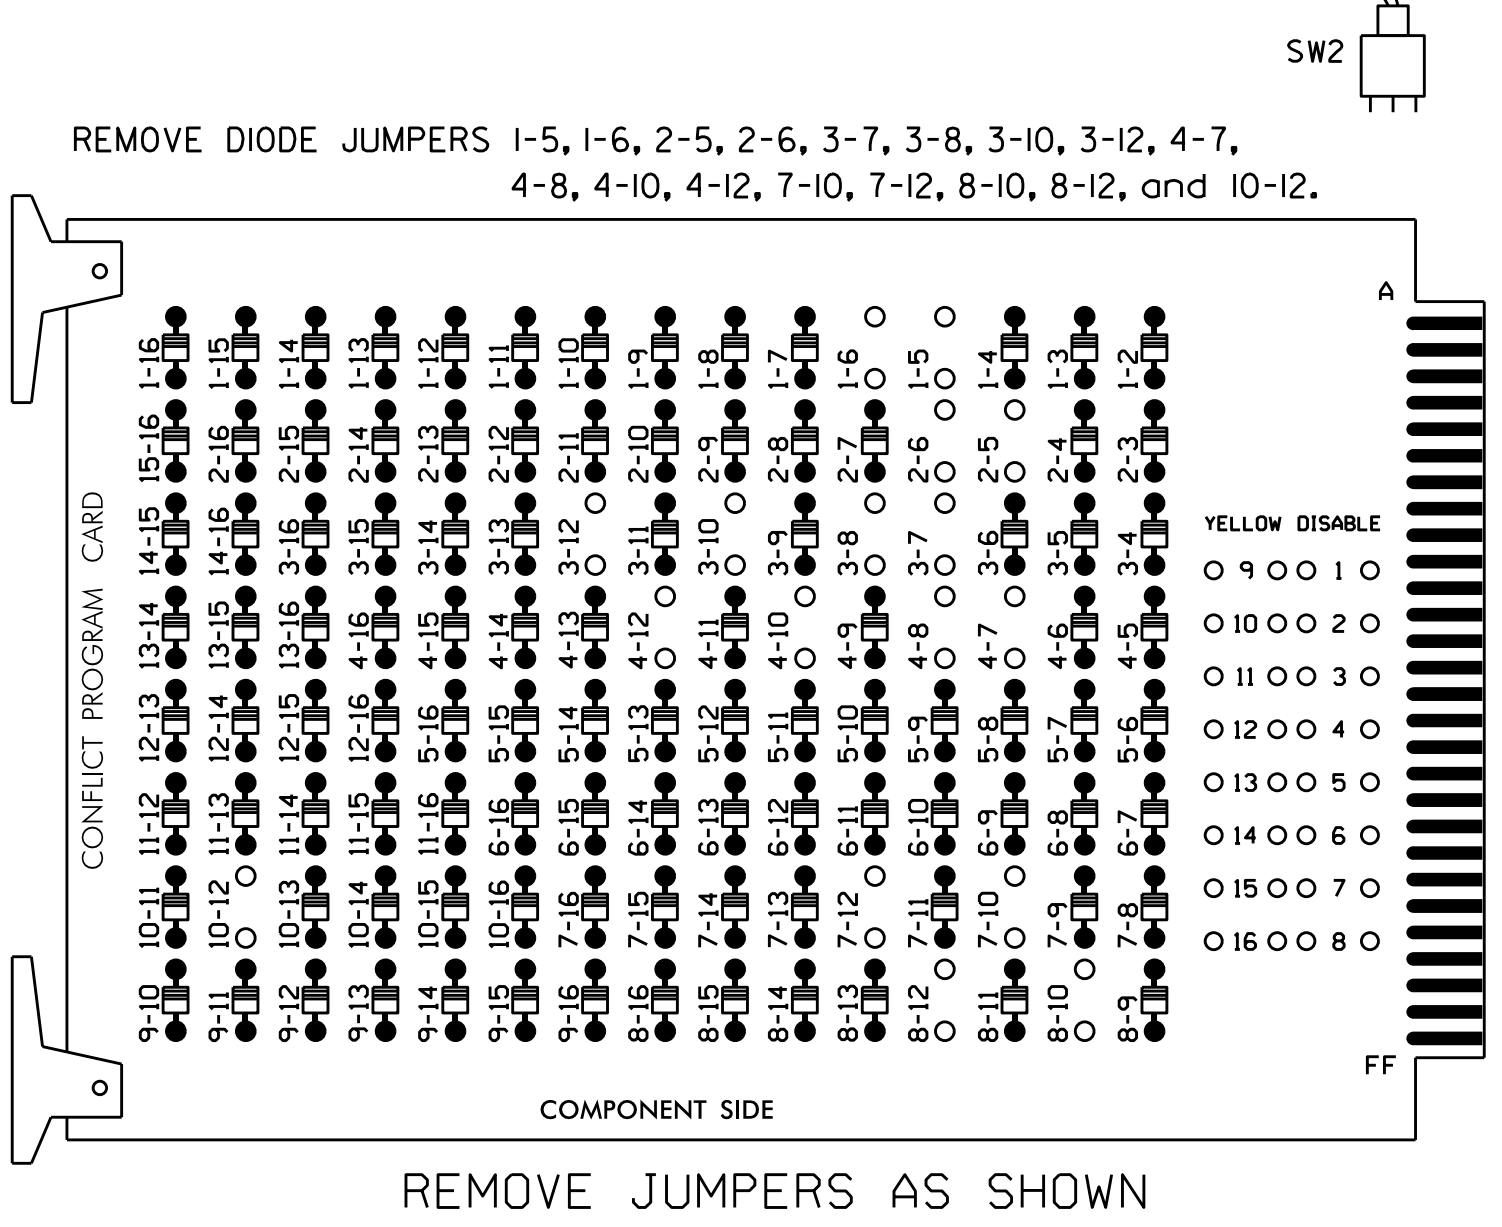 SW2
REMOVE DIODE JUMPERS 1-5, 1-6, 2-5, 2-6, 3-7, 3-8, 3-10, 3-12, 4-7,
4-8, 4-10, 4-12, 7-10, 7-12, 8-10, 8-12, and 10-12.
A
1-16 1-15 1-14 1-13 1-12 1-11 1-10 1-9 1-8 1-7 1-6 1-5 1-4 1-3 1-2
15-16 2-16 2-15 2-14 2-13 2-12 2-11 2-10 2-9 2-8 2-7 2-6 2-5 2-4 2-3
14-15 14-16 3-16 3-15 3-14 3-13 3-12 3-11 3-10 3-9 3-8 3-7 3-6 3-5 3-4
13-14 13-15 13-16 4-16 4-15 4-14 4-13 4-12 4-11 4-10 4-9 4-8 4-7 4-6 4-5
12-13 12-14 12-15 12-16 5-16 5-15 5-14 5-13 5-12 5-11 5-10 5-9 5-8 5-7 5-6
11-12 11-13 11-14 11-15 11-16 6-16 6-15 6-14 6-13 6-12 6-11 6-10 6-9 6-8 6-7
10-11 10-12 10-13 10-14 10-15 10-16 7-16 7-15 7-14 7-13 7-12 7-11 7-10 7-9 7-8
9-10 9-11 9-12 9-13 9-14 9-15 9-16 8-16 8-15 8-14 8-13 8-12 8-11 8-10 8-9
CONFLICT PROGRAM CARD
YELLOW DISABLE
9 1
10 2
11 3
12 4
13 5
14 6
15 7
16 8
FF
COMPONENT SIDE
REMOVE JUMPERS AS SHOWN